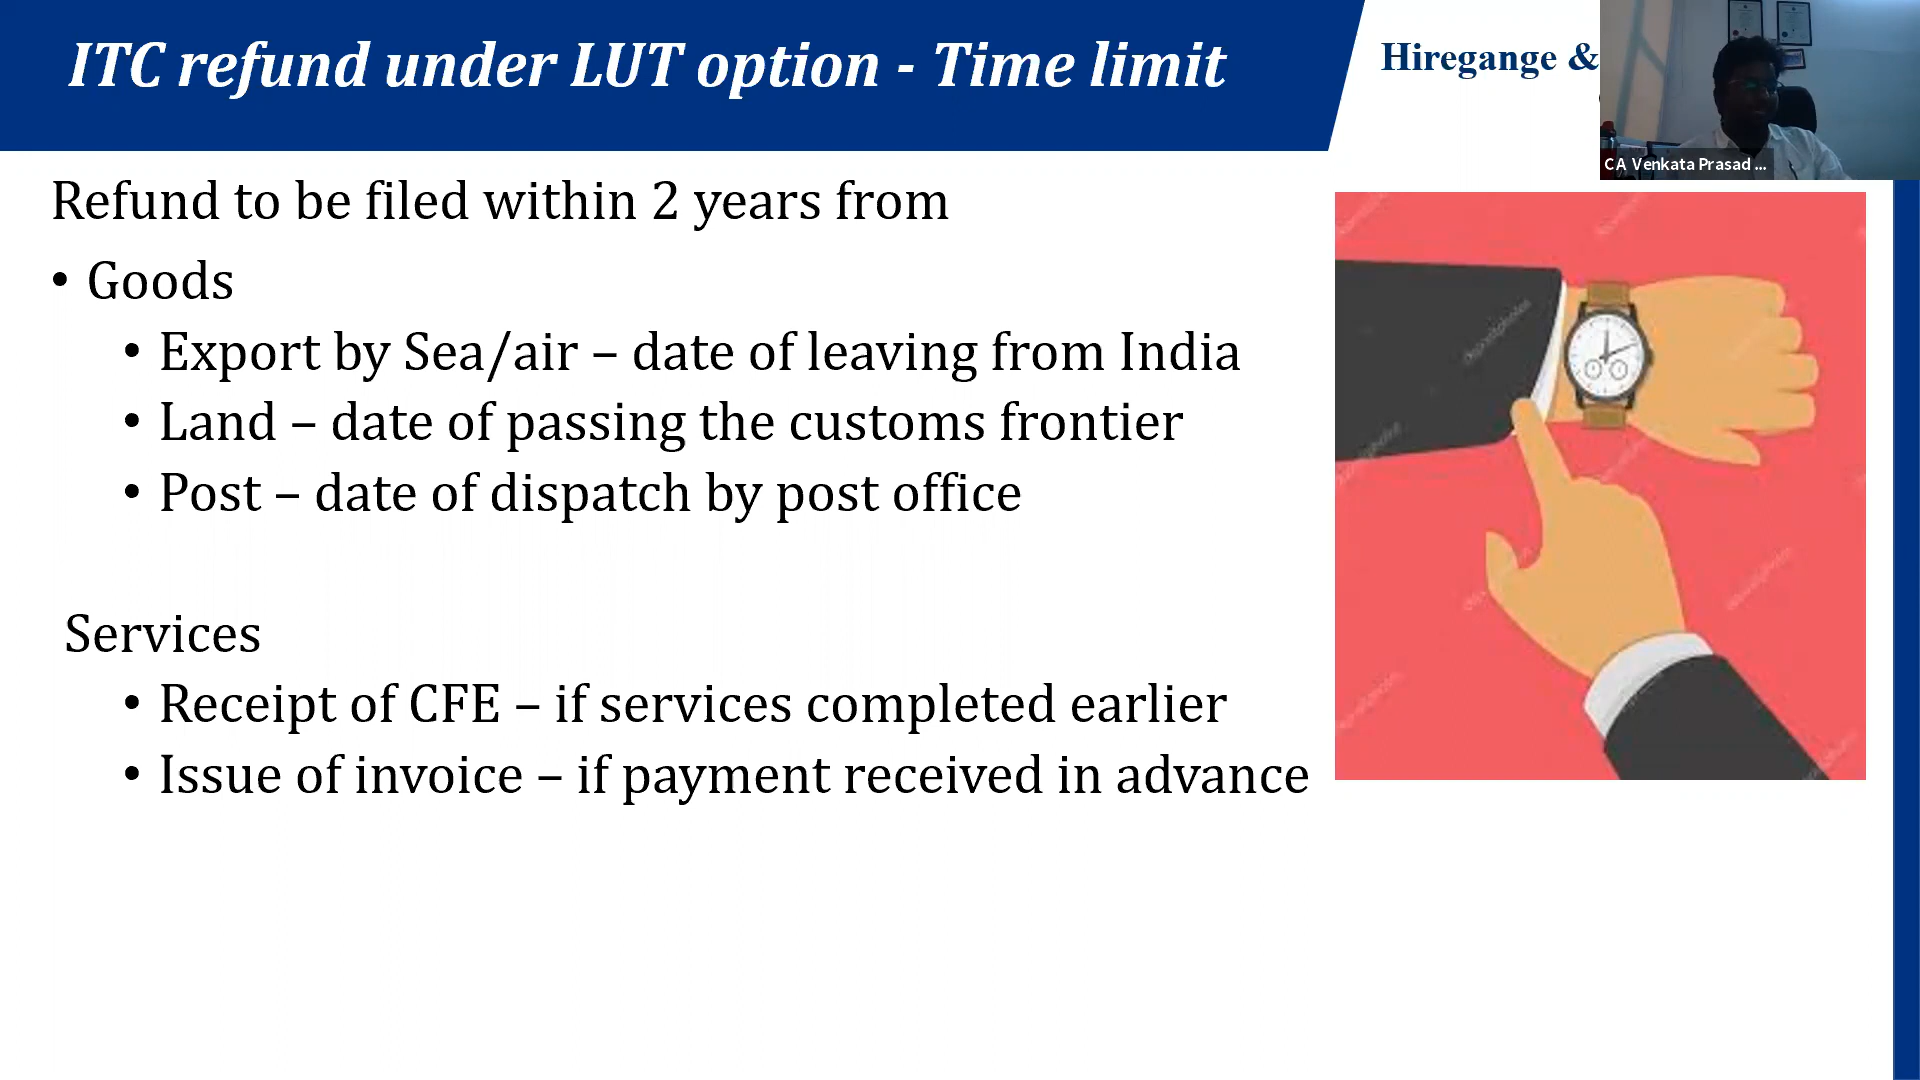 ITC refund under LUT option - Time limit
Hiregange &
CA Venkata Prasad ...
Refund to be filed within 2 years from
• Goods
• Export by Sea/air – date of leaving from India
• Land – date of passing the customs frontier
• Post – date of dispatch by post office
Services
• Receipt of CFE – if services completed earlier
• Issue of invoice – if payment received in advance